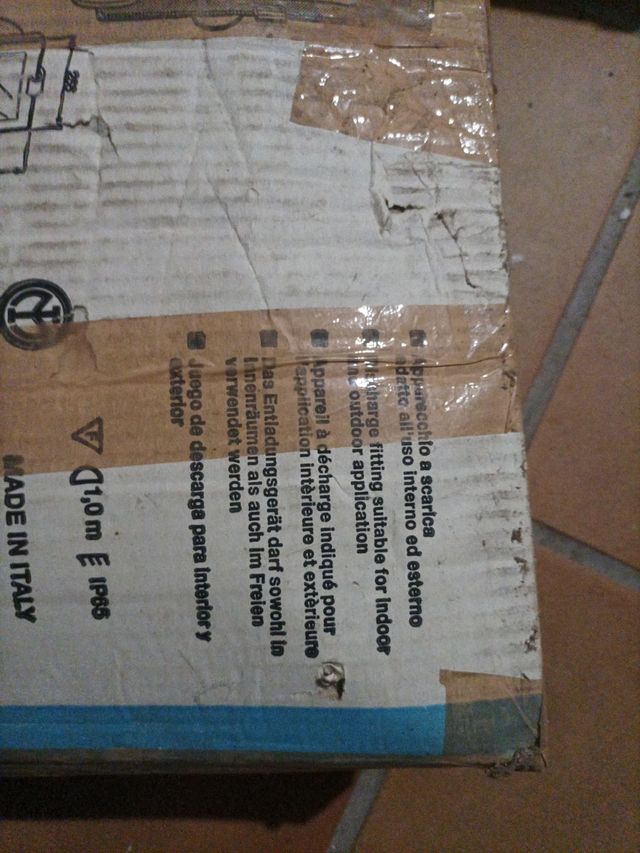 Apparecchio a scarica
adatto all'uso interno ed esterno
Discharge fitting suitable for Indoor
and outdoor application
Appareil à décharge indiqué pour
l'application intèrieure et extèrieure
Das Entladungsgerät darf sowohl in
Innenräumen als auch im Freien
verwendet werden
Juego de descarga para interior y
exterior
F 1,0 m E IP65
MADE IN ITALY